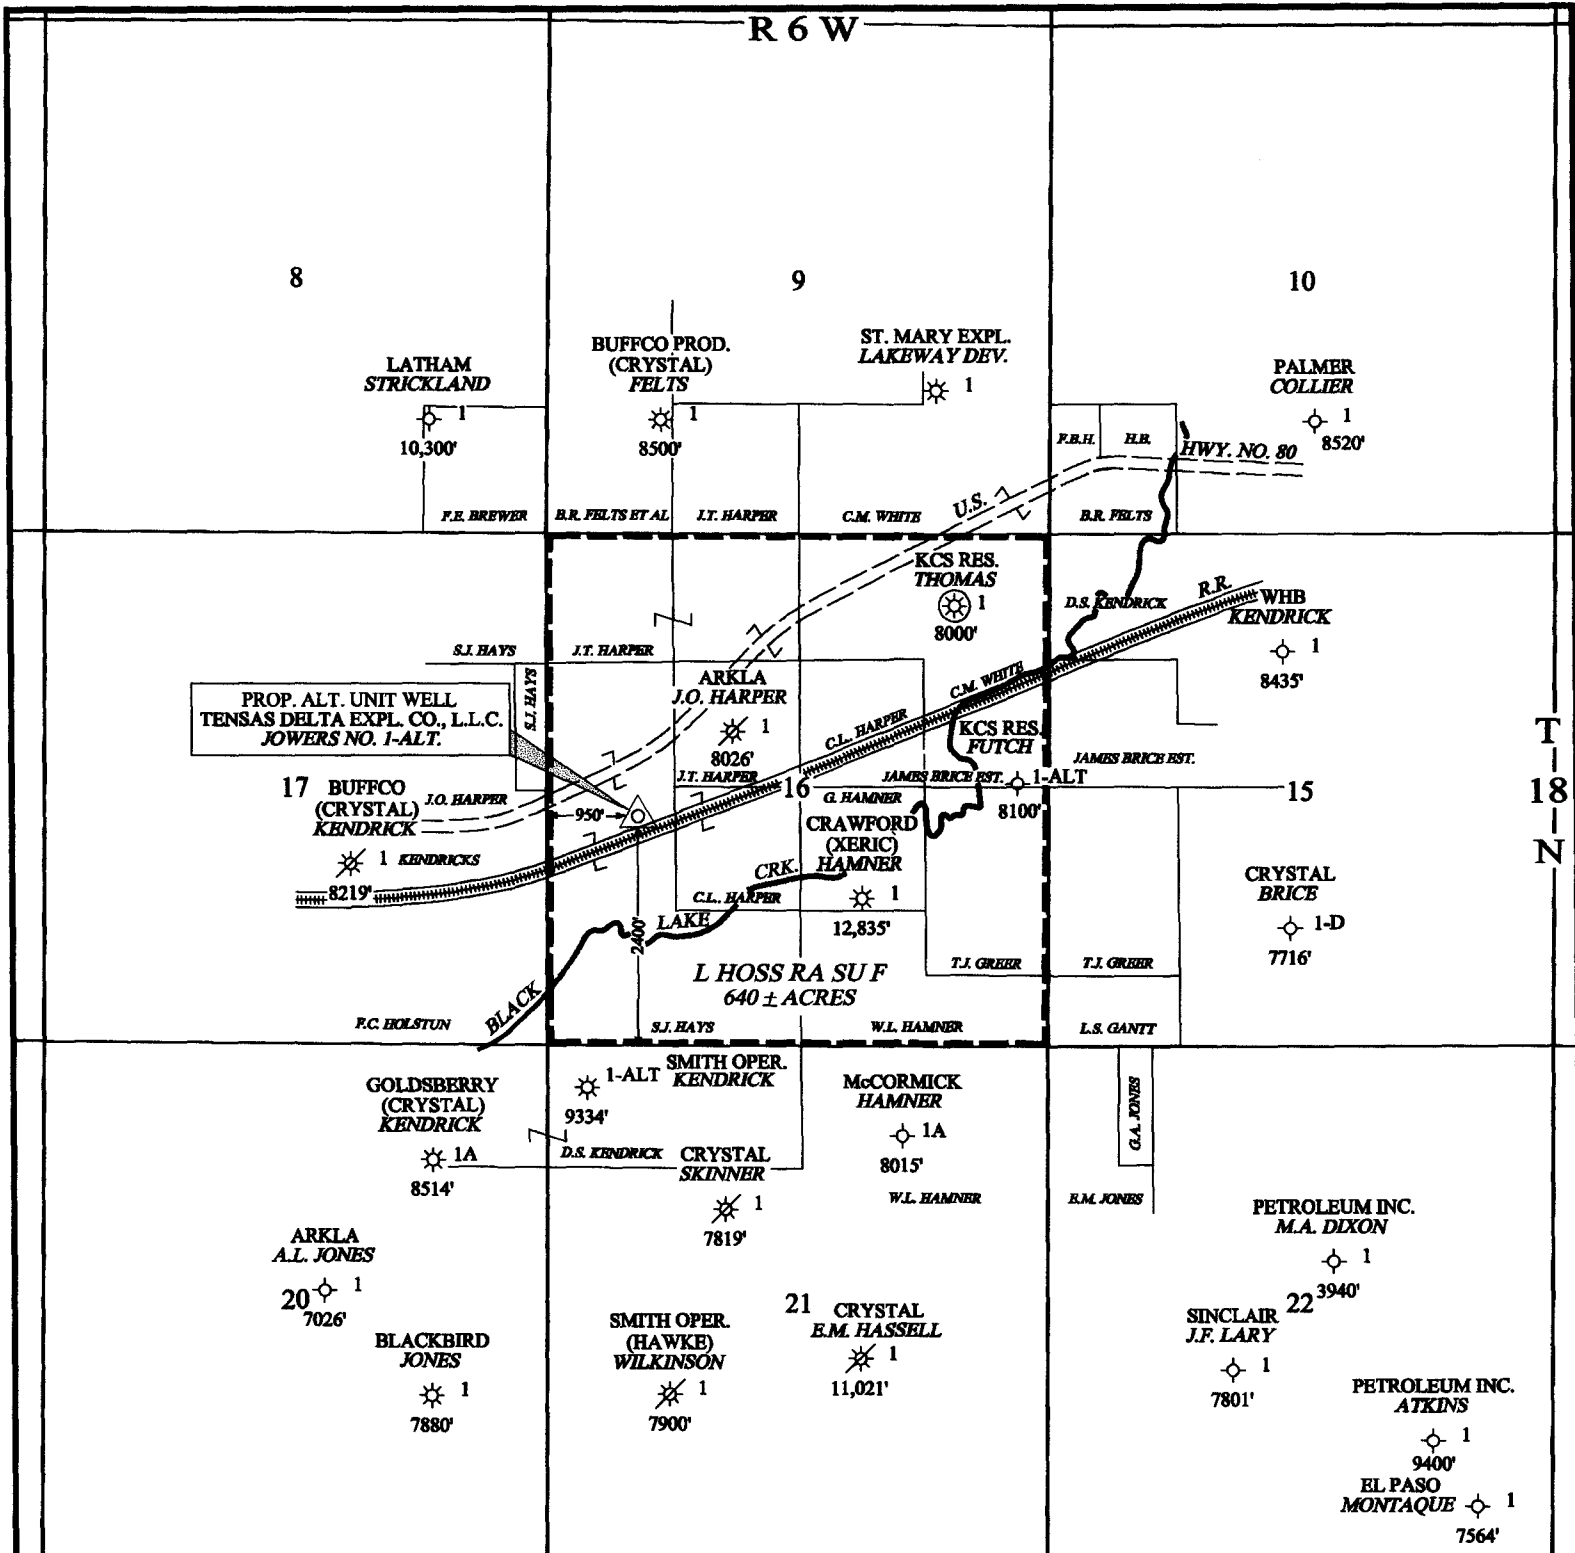 R 6 W
8
9
10
LATHAM
STRICKLAND
1
10,300'
BUFFCO PROD.
(CRYSTAL)
FELTS
1
8500'
ST. MARY EXPL.
LAKEWAY DEV.
1
PALMER
COLLIER
1
8520'
F.B.H.
H.B.
HWY. NO. 80
U.S.
F.E. BREWER
B.R. FELTS ET AL
J.T. HARPER
C.M. WHITE
B.R. FELTS
KCS RES.
THOMAS
1
8000'
D.S. KENDRICK
R.R.
WHB
KENDRICK
1
8435'
S.J. HAYS
J.T. HARPER
S.J. HAYS
ARKLA
J.O. HARPER
1
8026'
C.M. WHITE
C.L. HARPER
PROP. ALT. UNIT WELL
TENSAS DELTA EXPL. CO., L.L.C.
JOWERS NO. 1-ALT.
KCS RES.
FUTCH
1-ALT
8100'
T
18
N
JAMES BRICE EST.
JAMES BRICE EST.
J.T. HARPER
17
16
15
BUFFCO
(CRYSTAL)
KENDRICK
1
8219'
J.O. HARPER
KENDRICKS
950'
2400'
G. HAMNER
CRAWFORD
(XERIC)
HAMNER
1
12,835'
C.L. HARPER
BLACK
LAKE
CRK.
CRYSTAL
BRICE
1-D
7716'
L HOSS RA SU F
640 ± ACRES
T.J. GREER
T.J. GREER
F.C. HOLSTUN
S.J. HAYS
W.L. HAMNER
L.S. GANTT
GOLDSBERRY
(CRYSTAL)
KENDRICK
1A
8514'
1-ALT
SMITH OPER.
KENDRICK
9334'
McCORMICK
HAMNER
1A
8015'
G.A. JONES
D.S. KENDRICK
CRYSTAL
SKINNER
1
7819'
W.L. HAMNER
E.M. JONES
ARKLA
A.L. JONES
1
7026'
20
21
22
PETROLEUM INC.
M.A. DIXON
1
3940'
BLACKBIRD
JONES
1
7880'
SMITH OPER.
(HAWKE)
WILKINSON
1
7900'
CRYSTAL
E.M. HASSELL
1
11,021'
SINCLAIR
J.F. LARY
1
7801'
PETROLEUM INC.
ATKINS
1
9400'
EL PASO
MONTAQUE
1
7564'